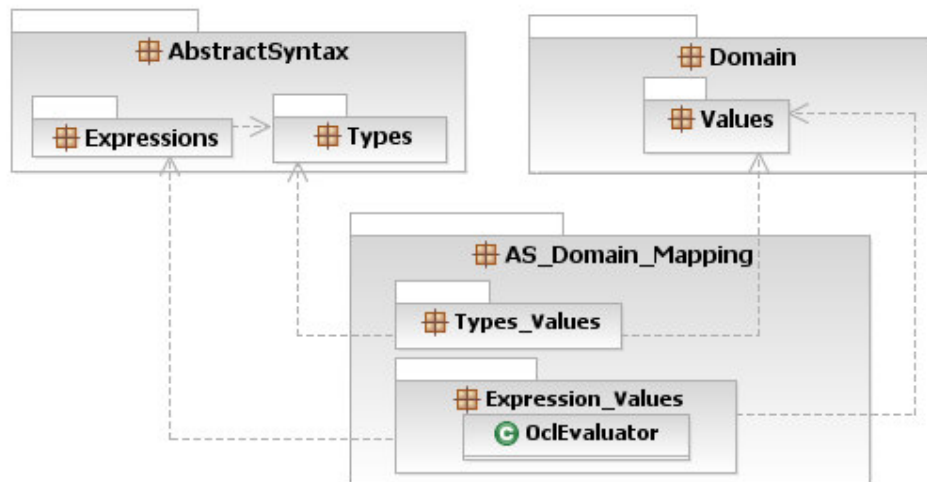 AbstractSyntax
Domain
Expressions
Types
Values
AS_Domain_Mapping
Types_Values
Expression_Values
C OclEvaluator